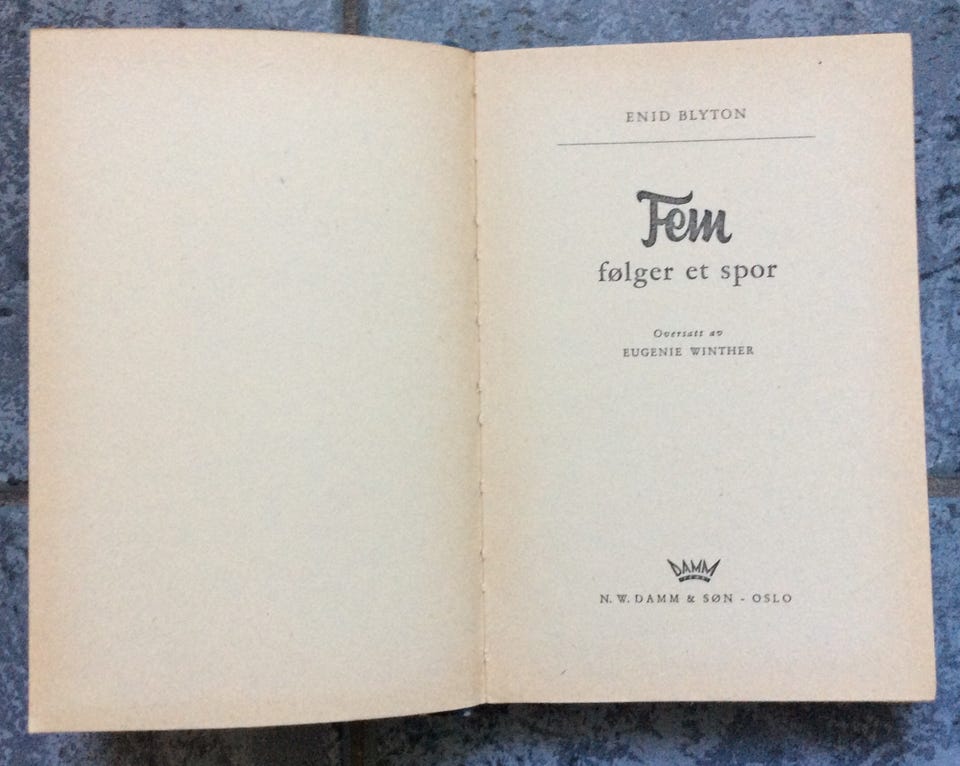 ENID BLYTON
Fem
følger et spor
Oversatt av
EUGENIE WINTHER
DAMM
N. W. DAMM & SØN - OSLO